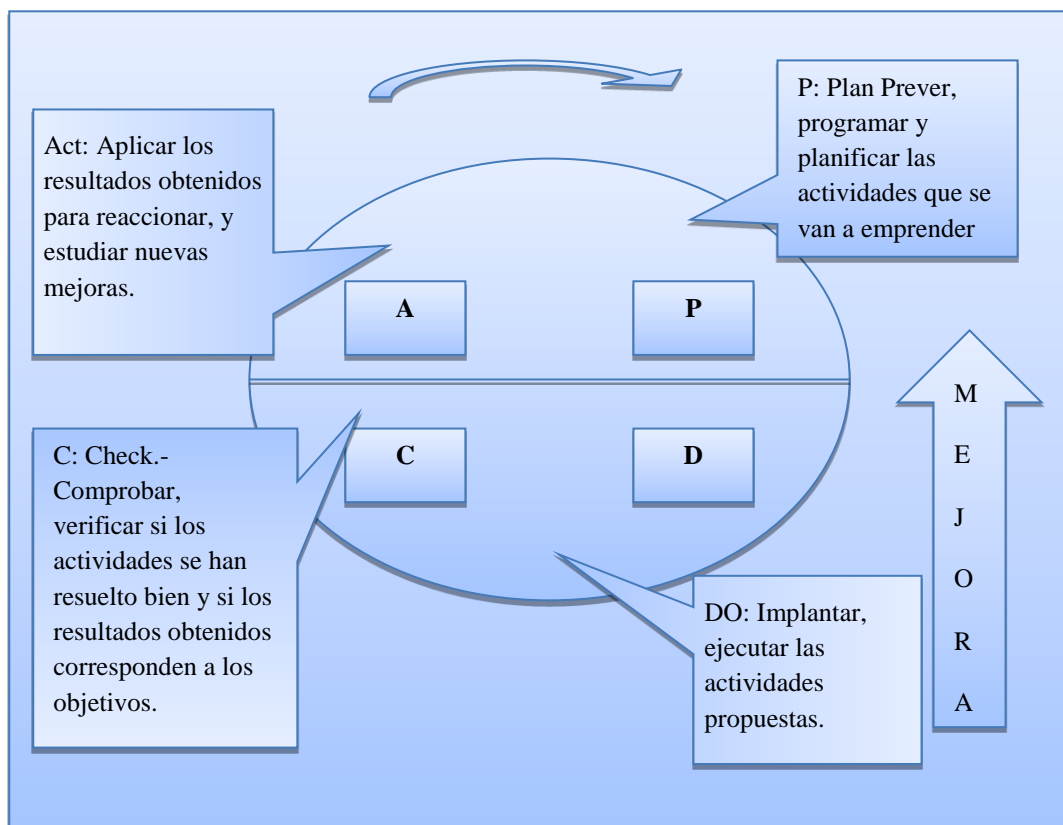 P: Plan Prever,
programar y
planificar las
actividades que se
van a emprender
Act: Aplicar los
resultados obtenidos
para reaccionar, y
estudiar nuevas
mejoras.
A
P
C
D
C: Check.-
Comprobar,
verificar si los
actividades se han
resuelto bien y si los
resultados obtenidos
corresponden a los
objetivos.
DO: Implantar,
ejecutar las
actividades
propuestas.
M
E
J
O
R
A